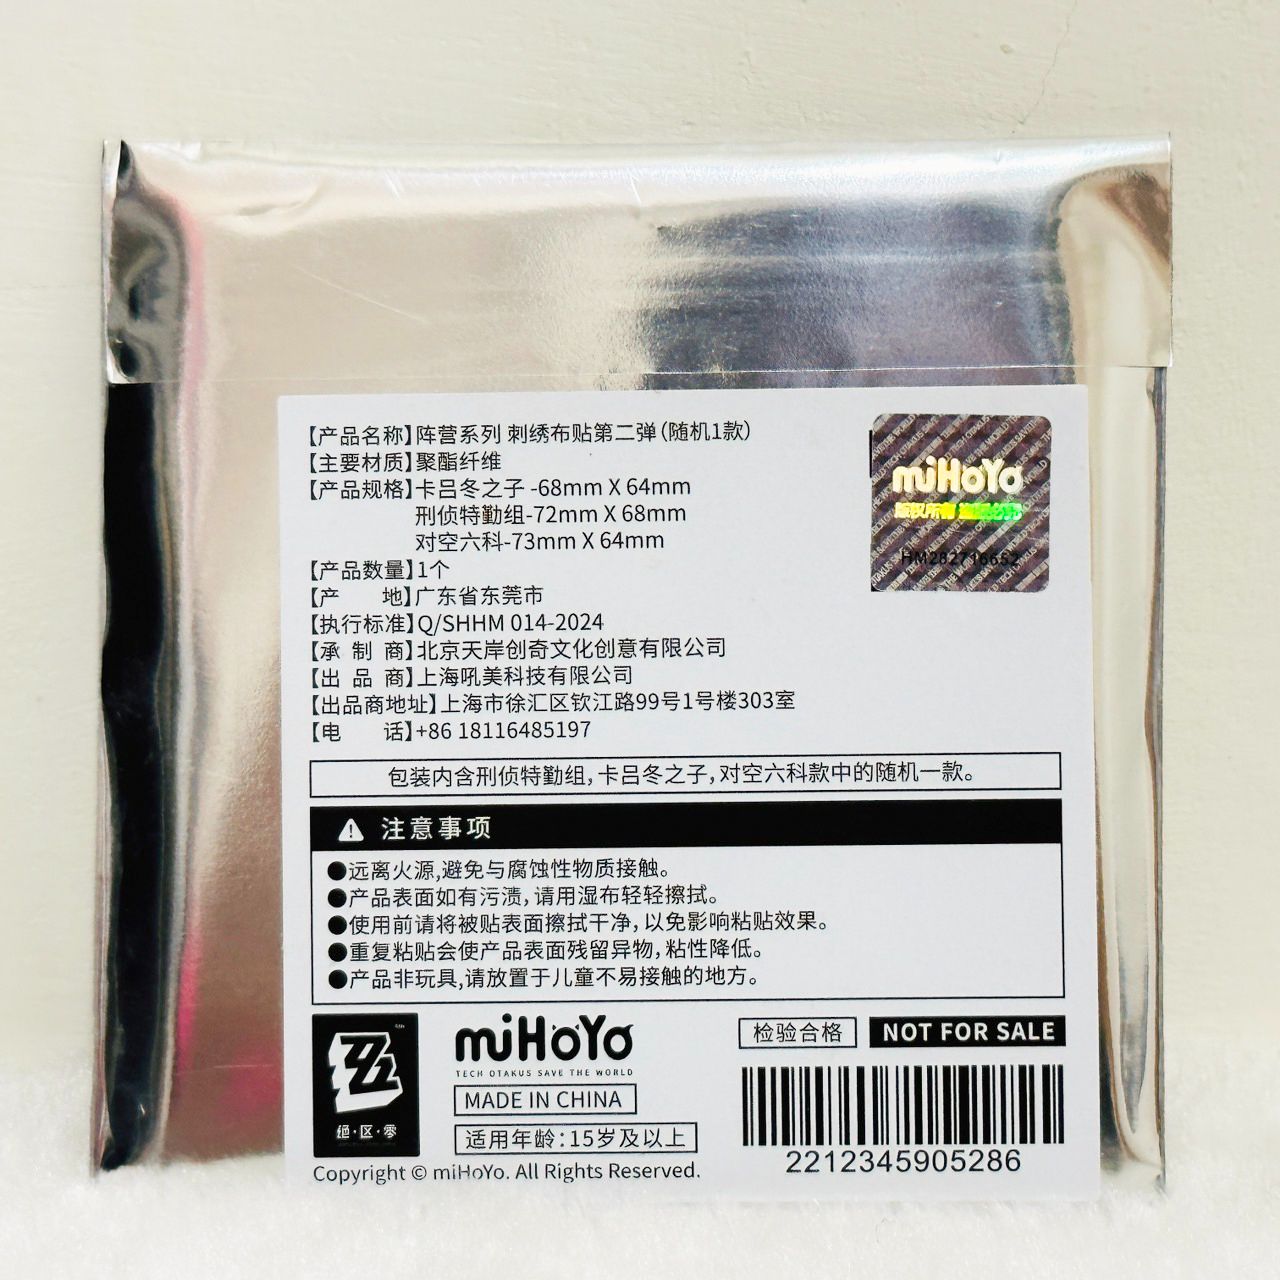 【产品名称】阵营系列 刺绣布贴第二弹(随机1款)
【主要材质】聚酯纤维
【产品规格】卡吕冬之子 -68mm X 64mm
刑侦特勤组-72mm X 68mm
对空六科-73mm X 64mm
【产品数量】1个
【产 地】广东省东莞市
【执行标准】Q/SHHM 014-2024
【承 制 商】北京天岸创奇文化创意有限公司
【出 品 商】上海吼美科技有限公司
【出品商地址】上海市徐汇区钦江路99号1号楼303室
【电 话】+86 18116485197
miHoYo
版权所有
HM282716652
包装内含刑侦特勤组,卡吕冬之子,对空六科款中的随机一款。
注意事项
●远离火源,避免与腐蚀性物质接触。
●产品表面如有污渍,请用湿布轻轻擦拭。
●使用前请将被贴表面擦拭干净,以免影响粘贴效果。
●重复粘贴会使产品表面残留异物,粘性降低。
●产品非玩具,请放置于儿童不易接触的地方。
绝·区·零
miHoYo
TECH OTAKUS SAVE THE WORLD
MADE IN CHINA
适用年龄:15岁及以上
检验合格
NOT FOR SALE
2212345905286
Copyright © miHoYo. All Rights Reserved.